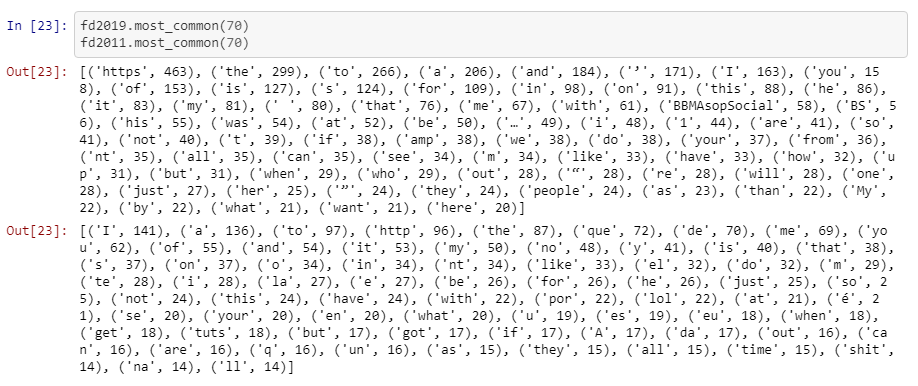 In [23]: fd2019.most_common(70)
fd2011.most_common(70)
Out[23]: [('https', 463), ('the', 299), ('to', 266), ('a', 206), ('and', 184), ('’', 171), ('I', 163), ('you', 15
8), ('of', 153), ('is', 127), ('s', 124), ('for', 109), ('in', 98), ('on', 91), ('this', 88), ('he', 86),
('it', 83), ('my', 81), (' ', 80), ('that', 76), ('me', 67), ('with', 61), ('BBMAsopSocial', 58), ('BS', 5
6), ('his', 55), ('was', 54), ('at', 52), ('be', 50), ('…', 49), ('i', 48), ('1', 44), ('are', 41), ('so',
41), ('not', 40), ('t', 39), ('if', 38), ('amp', 38), ('we', 38), ('do', 38), ('your', 37), ('from', 36),
('nt', 35), ('all', 35), ('can', 35), ('see', 34), ('m', 34), ('like', 33), ('have', 33), ('how', 32), ('u
p', 31), ('but', 31), ('when', 29), ('who', 29), ('out', 28), ('“', 28), ('re', 28), ('will', 28), ('one',
28), ('just', 27), ('her', 25), ('”', 24), ('they', 24), ('people', 24), ('as', 23), ('than', 22), ('My',
22), ('by', 22), ('what', 21), ('want', 21), ('here', 20)]
Out[23]: [('I', 141), ('a', 136), ('to', 97), ('http', 96), ('the', 87), ('que', 72), ('de', 70), ('me', 69), ('yo
u', 62), ('of', 55), ('and', 54), ('it', 53), ('my', 50), ('no', 48), ('y', 41), ('is', 40), ('that', 38),
('s', 37), ('on', 37), ('o', 34), ('in', 34), ('nt', 34), ('like', 33), ('el', 32), ('do', 32), ('m', 29),
('te', 28), ('i', 28), ('la', 27), ('e', 27), ('be', 26), ('for', 26), ('he', 26), ('just', 25), ('so', 2
5), ('not', 24), ('this', 24), ('have', 24), ('with', 22), ('por', 22), ('lol', 22), ('at', 21), ('é', 2
1), ('se', 20), ('your', 20), ('en', 20), ('what', 20), ('u', 19), ('es', 19), ('eu', 18), ('when', 18),
('get', 18), ('tuts', 18), ('but', 17), ('got', 17), ('if', 17), ('A', 17), ('da', 17), ('out', 16), ('ca
n', 16), ('are', 16), ('q', 16), ('un', 16), ('as', 15), ('they', 15), ('all', 15), ('time', 15), ('shit',
14), ('na', 14), ('ll', 14)]